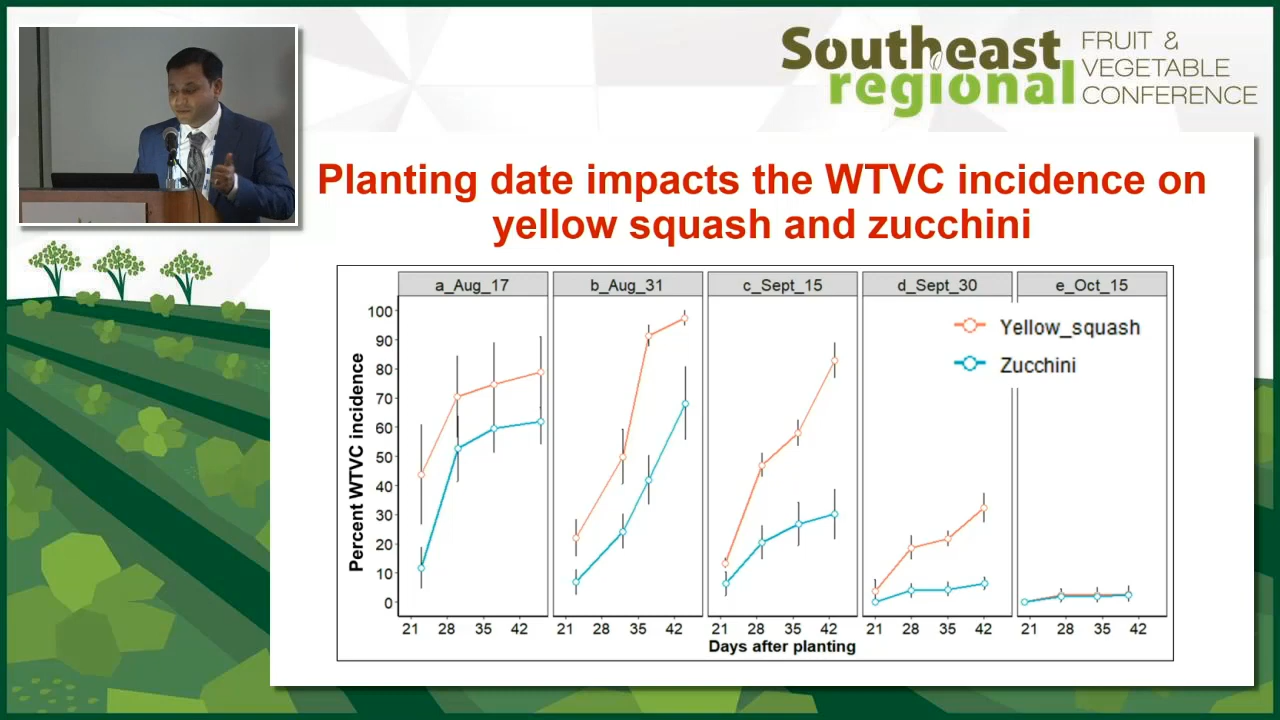 Southeast
regional
FRUIT &
VEGETABLE
CONFERENCE
Planting date impacts the WTVC incidence on
yellow squash and zucchini
a_Aug_17 b_Aug_31 c_Sept_15 d_Sept_30 e_Oct_15
Yellow_squash
Zucchini
Percent WTVC incidence
100
90
80
70
60
50
40
30
20
10
0
21 28 35 42 21 28 35 42 21 28 35 42 21 28 35 42 21 28 35 42
Days after planting